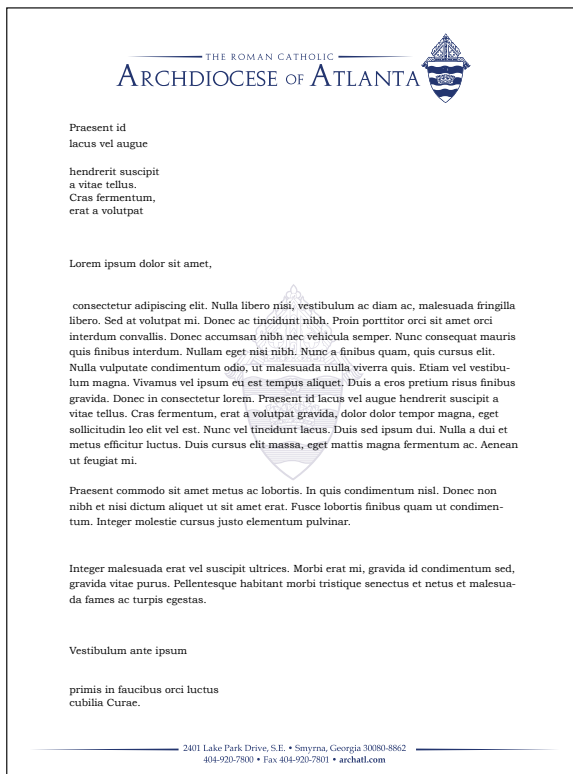 THE ROMAN CATHOLIC
ARCHDIOCESE OF ATLANTA
Praesent id
lacus vel augue
hendrerit suscipit
a vitae tellus.
Cras fermentum,
erat a volutpat
Lorem ipsum dolor sit amet,
consectetur adipiscing elit. Nulla libero nisi, vestibulum ac diam ac, malesuada fringilla
libero. Sed at volutpat mi. Donec ac tincidunt nibh. Proin porttitor orci sit amet orci
interdum convallis. Donec accumsan nibh nec vehicula semper. Nunc consequat mauris
quis finibus interdum. Nullam eget nisi nibh. Nunc a finibus quam, quis cursus elit.
Nulla vulputate condimentum odio, ut malesuada nulla viverra quis. Etiam vel vestibu-
lum magna. Vivamus vel ipsum eu est tempus aliquet. Duis a eros pretium risus finibus
gravida. Donec in consectetur lorem. Praesent id lacus vel augue hendrerit suscipit a
vitae tellus. Cras fermentum, erat a volutpat gravida, dolor dolor tempor magna, eget
sollicitudin leo elit vel est. Nunc vel tincidunt lacus. Duis sed ipsum dui. Nulla a dui et
metus efficitur luctus. Duis cursus elit massa, eget mattis magna fermentum ac. Aenean
ut feugiat mi.
Praesent commodo sit amet metus ac lobortis. In quis condimentum nisl. Donec non
nibh et nisi dictum aliquet ut sit amet erat. Fusce lobortis finibus quam ut condimen-
tum. Integer molestie cursus justo elementum pulvinar.
Integer malesuada erat vel suscipit ultrices. Morbi erat mi, gravida id condimentum sed,
gravida vitae purus. Pellentesque habitant morbi tristique senectus et netus et malesua-
da fames ac turpis egestas.
Vestibulum ante ipsum
primis in faucibus orci luctus
cubilia Curae.
2401 Lake Park Drive, S.E. • Smyrna, Georgia 30080-8862
404-920-7800 • Fax 404-920-7801 • archatl.com